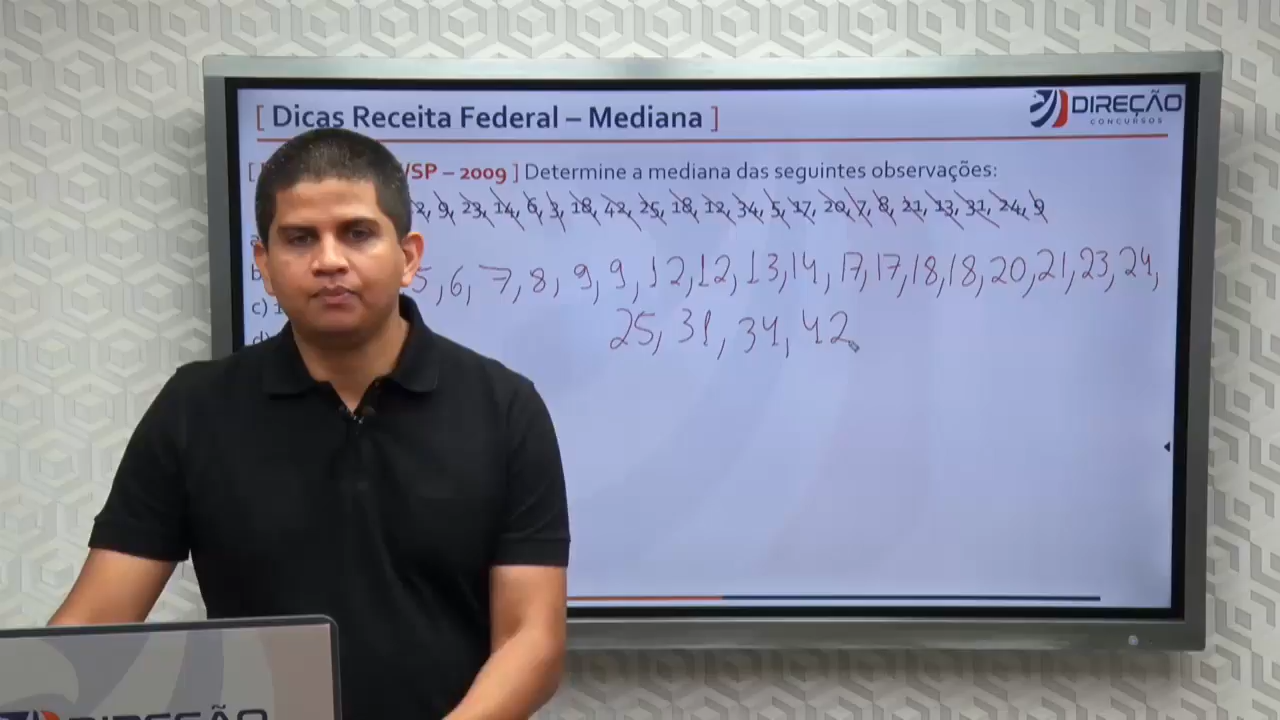 [ Dicas Receita Federal – Mediana ]
DIREÇÃO
CONCURSOS
/SP – 2009 ] Determine a mediana das seguintes observações:
2, 9, 23, 14, 6, 3, 18, 42, 25, 18, 12, 34, 5, 17, 20, 7, 8, 21, 13, 31, 24, 9
5, 6, 7, 8, 9, 9, 12, 12, 13, 14, 17, 17, 18, 18, 20, 21, 23, 24,
25, 31, 34, 42
c) 1
d)